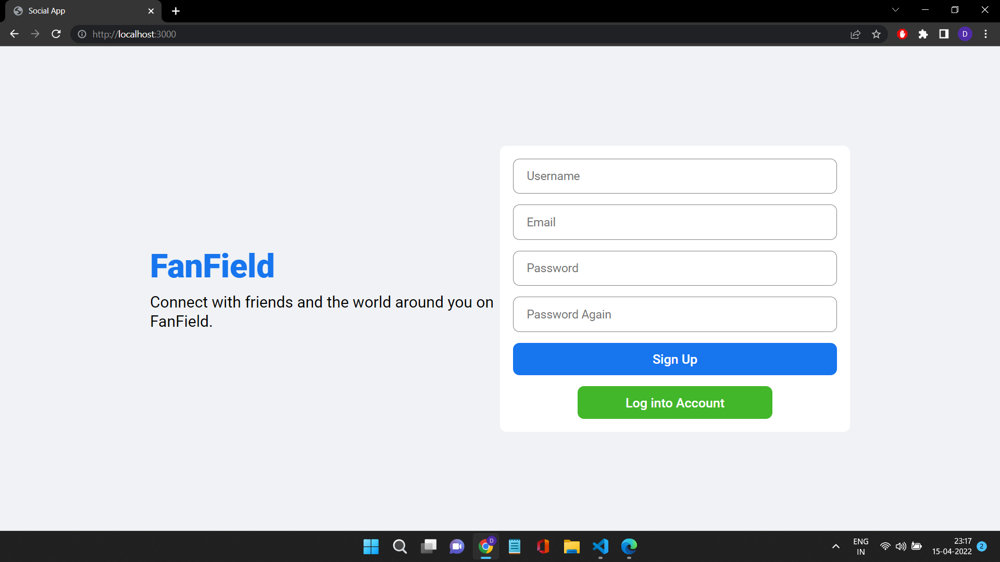 Social App
http://localhost:3000
D
FanField
Connect with friends and the world around you on
FanField.
Username
Email
Password
Password Again
Sign Up
Log into Account
D
ENG
IN
23:17
15-04-2022
2